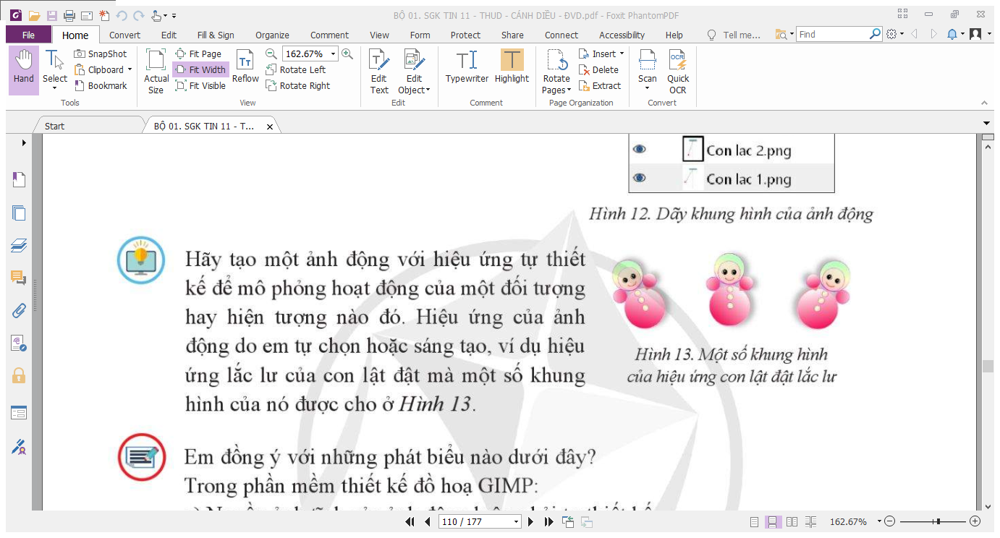 BỘ 01. SGK TIN 11 - THUD - CÁNH DIỀU - ĐVD.pdf - Foxit PhantomPDF
File Home Convert Edit Fill & Sign Organize Comment View Form Protect Share Connect Accessibility Help Tell me... Find
Hand
Select
SnapShot
Clipboard
Bookmark
Tools
Actual Size
Fit Page
Fit Width
Fit Visible
Reflow
162.67%
Rotate Left
Rotate Right
View
Edit Text
Edit Object
Edit
Typewriter
Highlight
Comment
Rotate Pages
Insert
Delete
Extract
Page Organization
Scan
OCR
Quick OCR
Convert
Start
BỘ 01. SGK TIN 11 - T...
Con lac 2.png
Con lac 1.png
Hình 12. Dãy khung hình của ảnh động
Hãy tạo một ảnh động với hiệu ứng tự thiết
kế để mô phỏng hoạt động của một đối tượng
hay hiện tượng nào đó. Hiệu ứng của ảnh
động do em tự chọn hoặc sáng tạo, ví dụ hiệu
ứng lắc lư của con lật đật mà một số khung
hình của nó được cho ở Hình 13.
Hình 13. Một số khung hình
của hiệu ứng con lật đật lắc lư
Em đồng ý với những phát biểu nào dưới đây?
Trong phần mềm thiết kế đồ hoạ GIMP:
110 / 177
162.67%